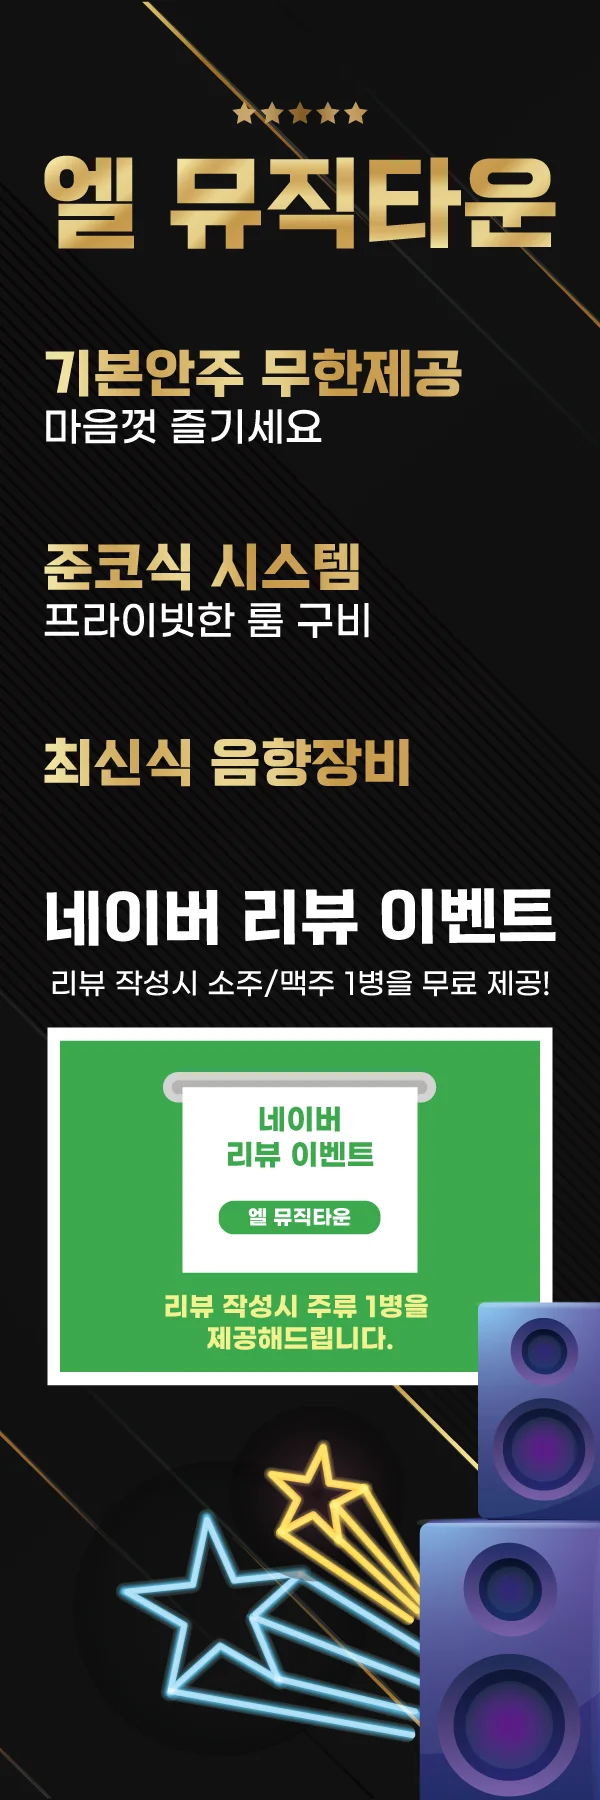 엘 뮤직타운
기본안주 무한제공
마음껏 즐기세요
준코식 시스템
프라이빗한 룸 구비
최신식 음향장비
네이버 리뷰 이벤트
리뷰 작성시 소주/맥주 1병을 무료 제공!
네이버
리뷰 이벤트
엘 뮤직타운
리뷰 작성시 주류 1병을
제공해드립니다.